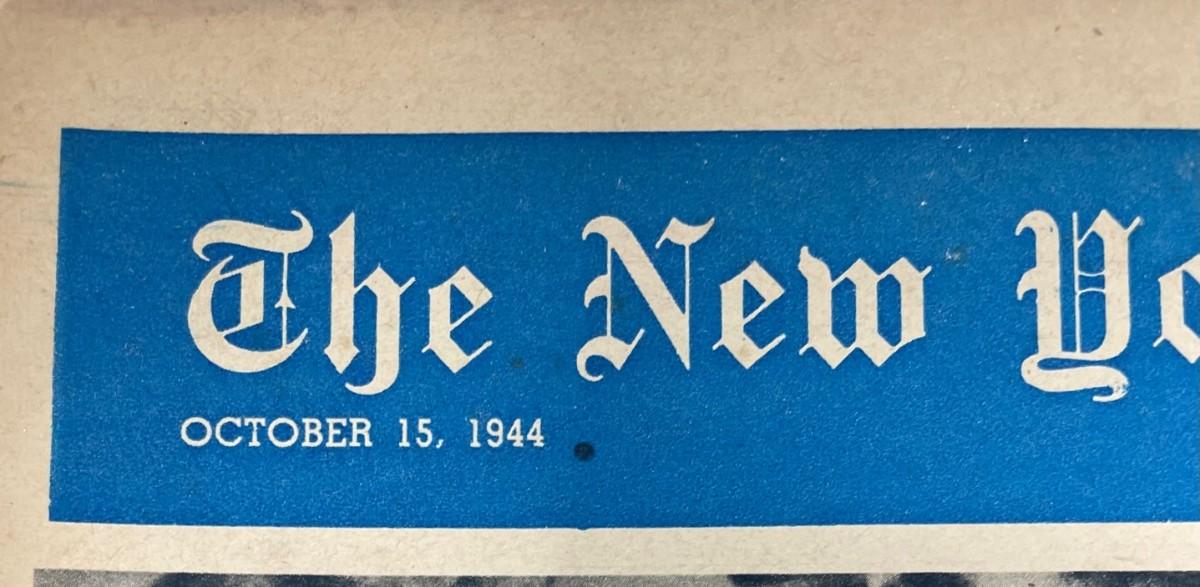 The New Yo
OCTOBER 15, 1944